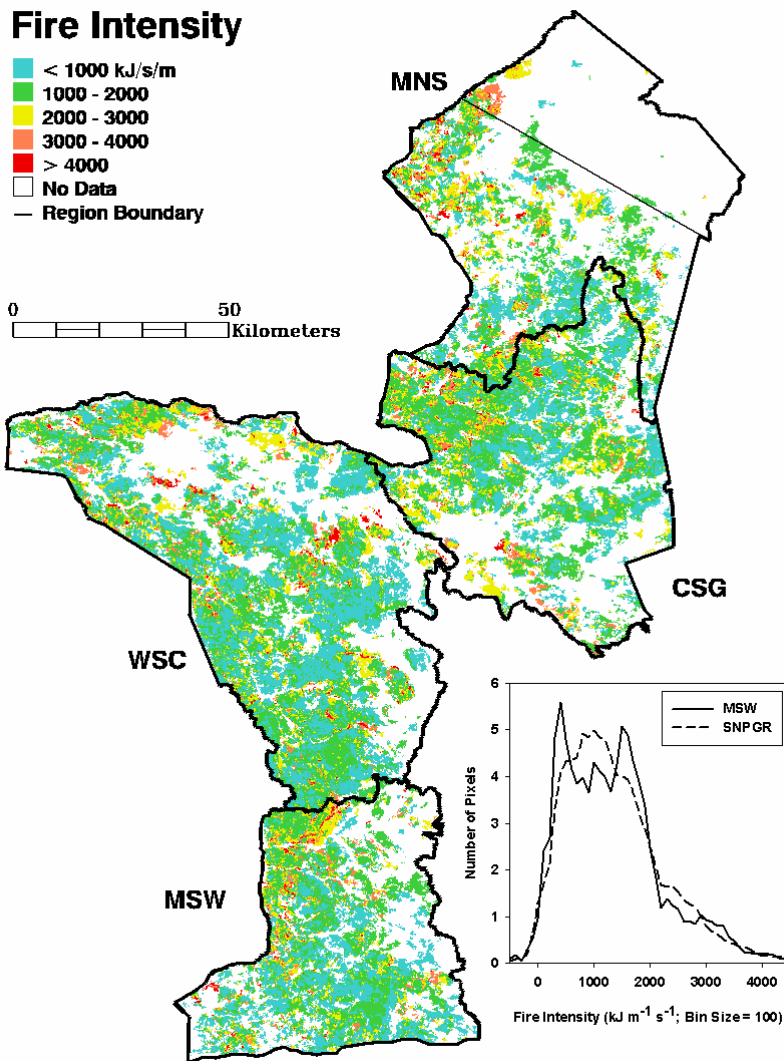 Fire Intensity
< 1000 kJ/s/m
1000 - 2000
2000 - 3000
3000 - 4000
> 4000
No Data
Region Boundary
0 50
Kilometers
MNS
CSG
WSC
MSW
6
5
4
3
2
1
0
Number of Pixels
MSW
SNPGR
0 1000 2000 3000 4000
Fire Intensity (kJ m⁻¹ s⁻¹; Bin Size = 100)